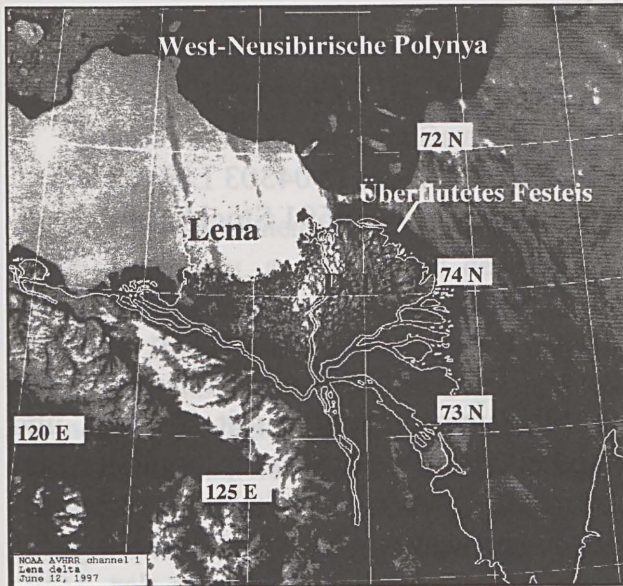 West-Neusibirische Polynya
72 N
Überflutetes Festeis
Lena
74 N
73 N
120 E
125 E
NOAA AVHRR channel 1
Lena delta
June 12, 1997